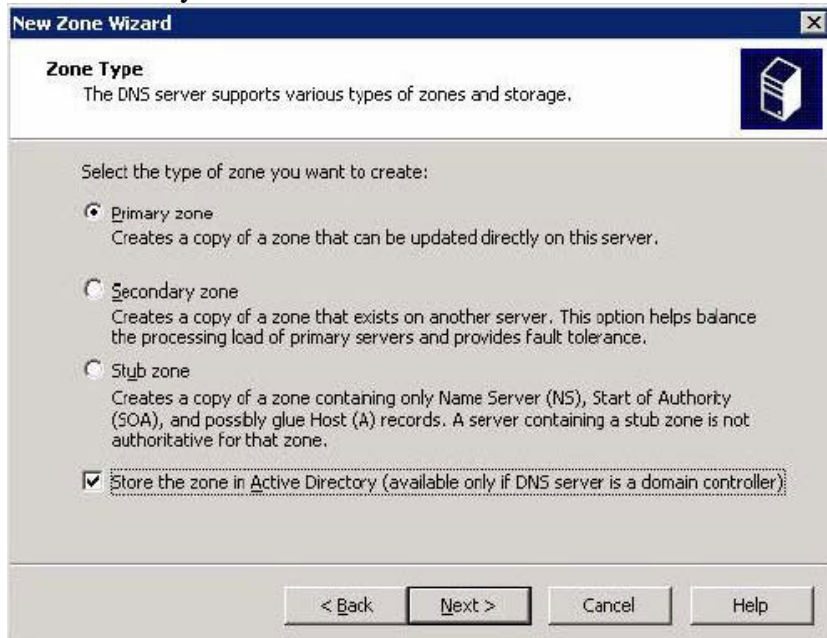 New Zone Wizard
Zone Type
The DNS server supports various types of zones and storage.
Select the type of zone you want to create:
Primary zone
Creates a copy of a zone that can be updated directly on this server.
Secondary zone
Creates a copy of a zone that exists on another server. This option helps balance
the processing load of primary servers and provides fault tolerance.
Stub zone
Creates a copy of a zone containing only Name Server (NS), Start of Authority
(SOA), and possbly glue Host (A) records. A server containing a stub zone is not
authoritative for that zone.
Store the zone in Active Directory (available only if DNS server is a domain controller)
< Back Next > Cancel Help